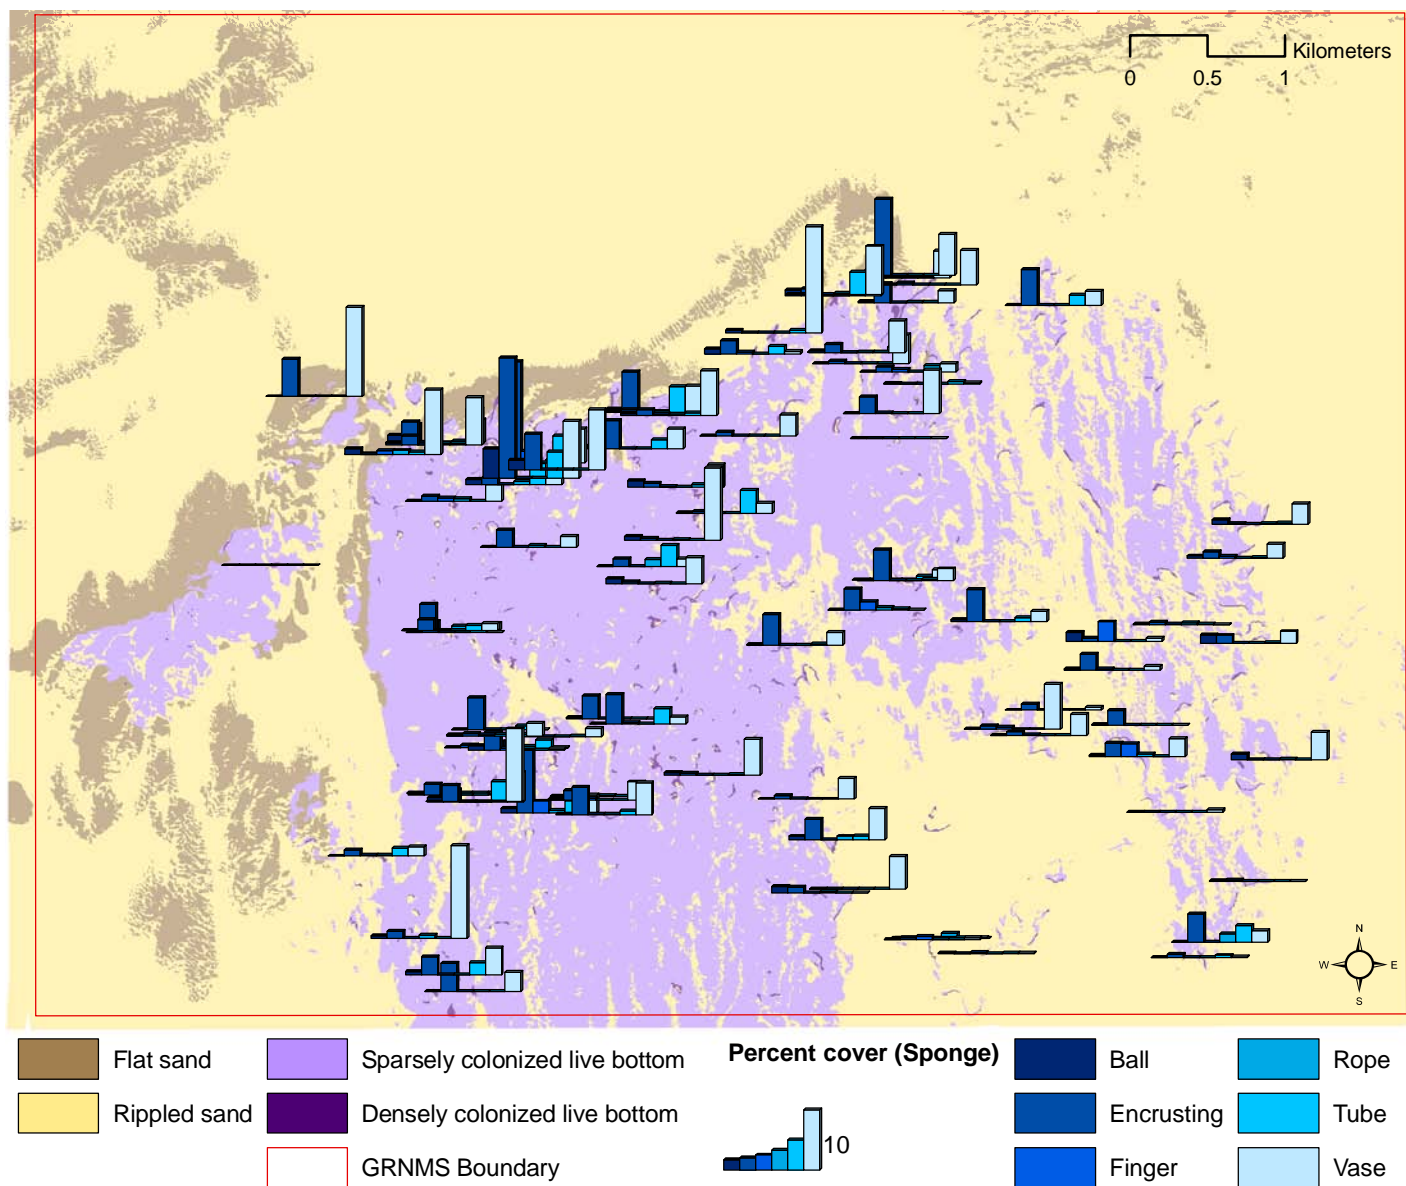 Kilometers
0 0.5 1
N
W E
S
Flat sand
Rippled sand
Sparsely colonized live bottom
Densely colonized live bottom
GRNMS Boundary
Percent cover (Sponge)
10
Ball
Encrusting
Finger
Rope
Tube
Vase